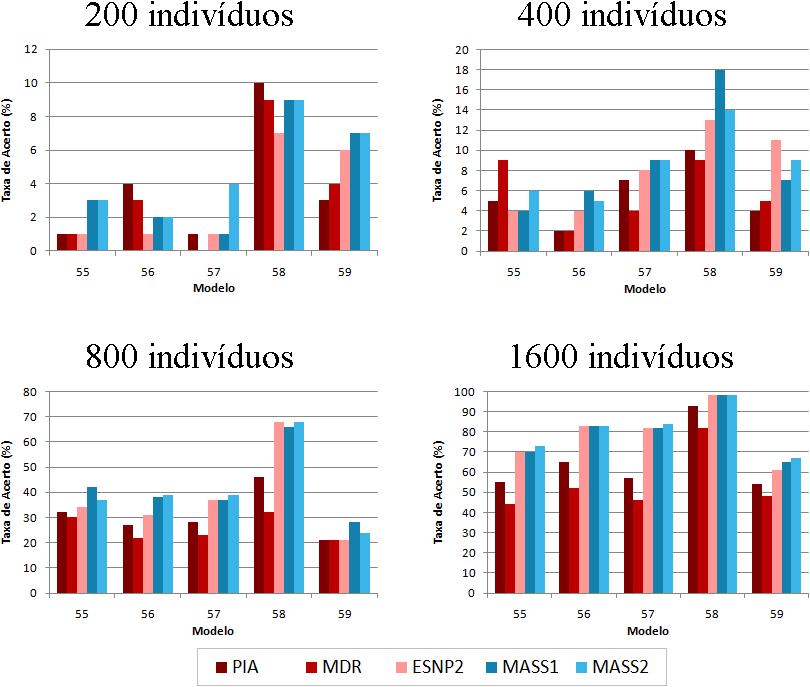 200 indivíduos
12
10
8
6
4
2
0
Taxa de Acerto (%)
55 56 57 58 59
Modelo
400 indivíduos
20
18
16
14
12
10
8
6
4
2
0
Taxa de Acerto (%)
55 56 57 58 59
Modelo
800 indivíduos
80
70
60
50
40
30
20
10
0
Taxa de Acerto (%)
55 56 57 58 59
Modelo
1600 indivíduos
100
90
80
70
60
50
40
30
20
10
0
Taxa de Acerto (%)
55 56 57 58 59
Modelo
PIA MDR ESNP2 MASS1 MASS2